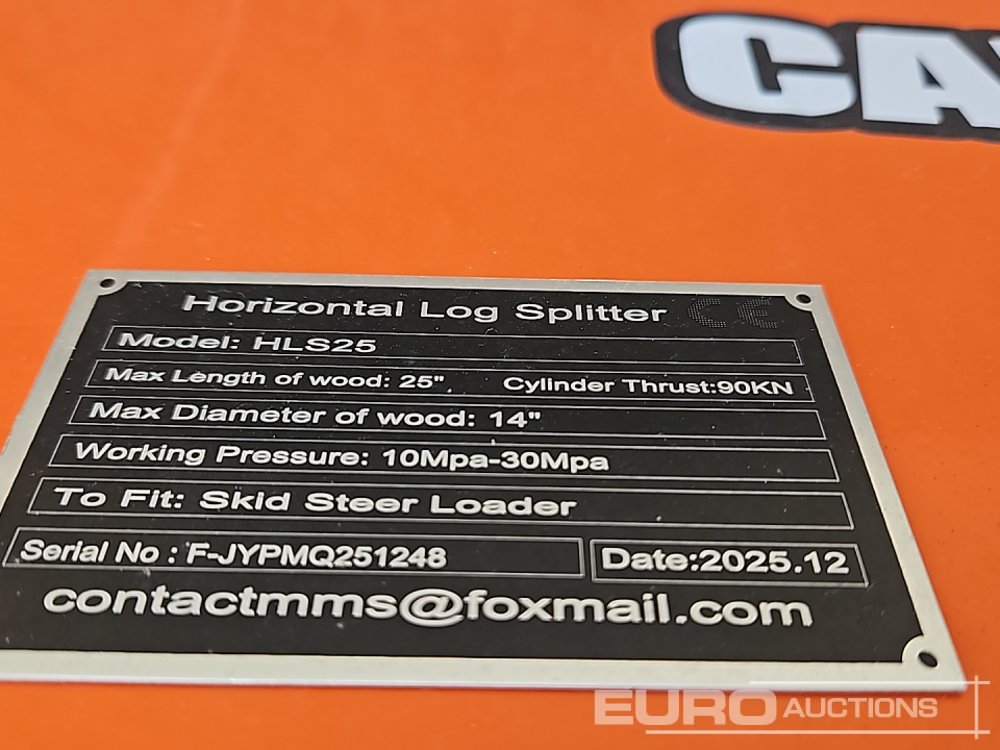 CA
Horizontal Log Splitter CE
Model: HLS25
Max Length of wood: 25" Cylinder Thrust:90KN
Max Diameter of wood: 14"
Working Pressure: 10Mpa-30Mpa
To Fit: Skid Steer Loader
Serial No : F-JYPMQ251248 Date:2025.12
contactmms@foxmail.com
EURO AUCTIONS